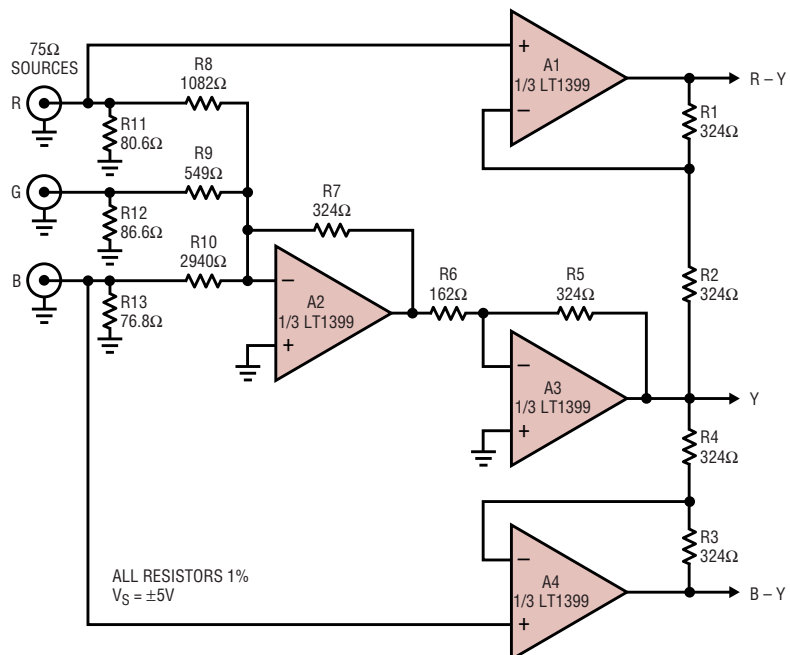 75Ω
SOURCES
R
R8
1082Ω
R11
80.6Ω
G
R9
549Ω
R12
86.6Ω
B
R10
2940Ω
R13
76.8Ω
R7
324Ω
−
A2
1/3 LT1399
+
R6
162Ω
R5
324Ω
−
A3
1/3 LT1399
+
+
A1
1/3 LT1399
−
R – Y
R1
324Ω
R2
324Ω
Y
R4
324Ω
R3
324Ω
−
A4
1/3 LT1399
+
B – Y
ALL RESISTORS 1%
VS = ±5V